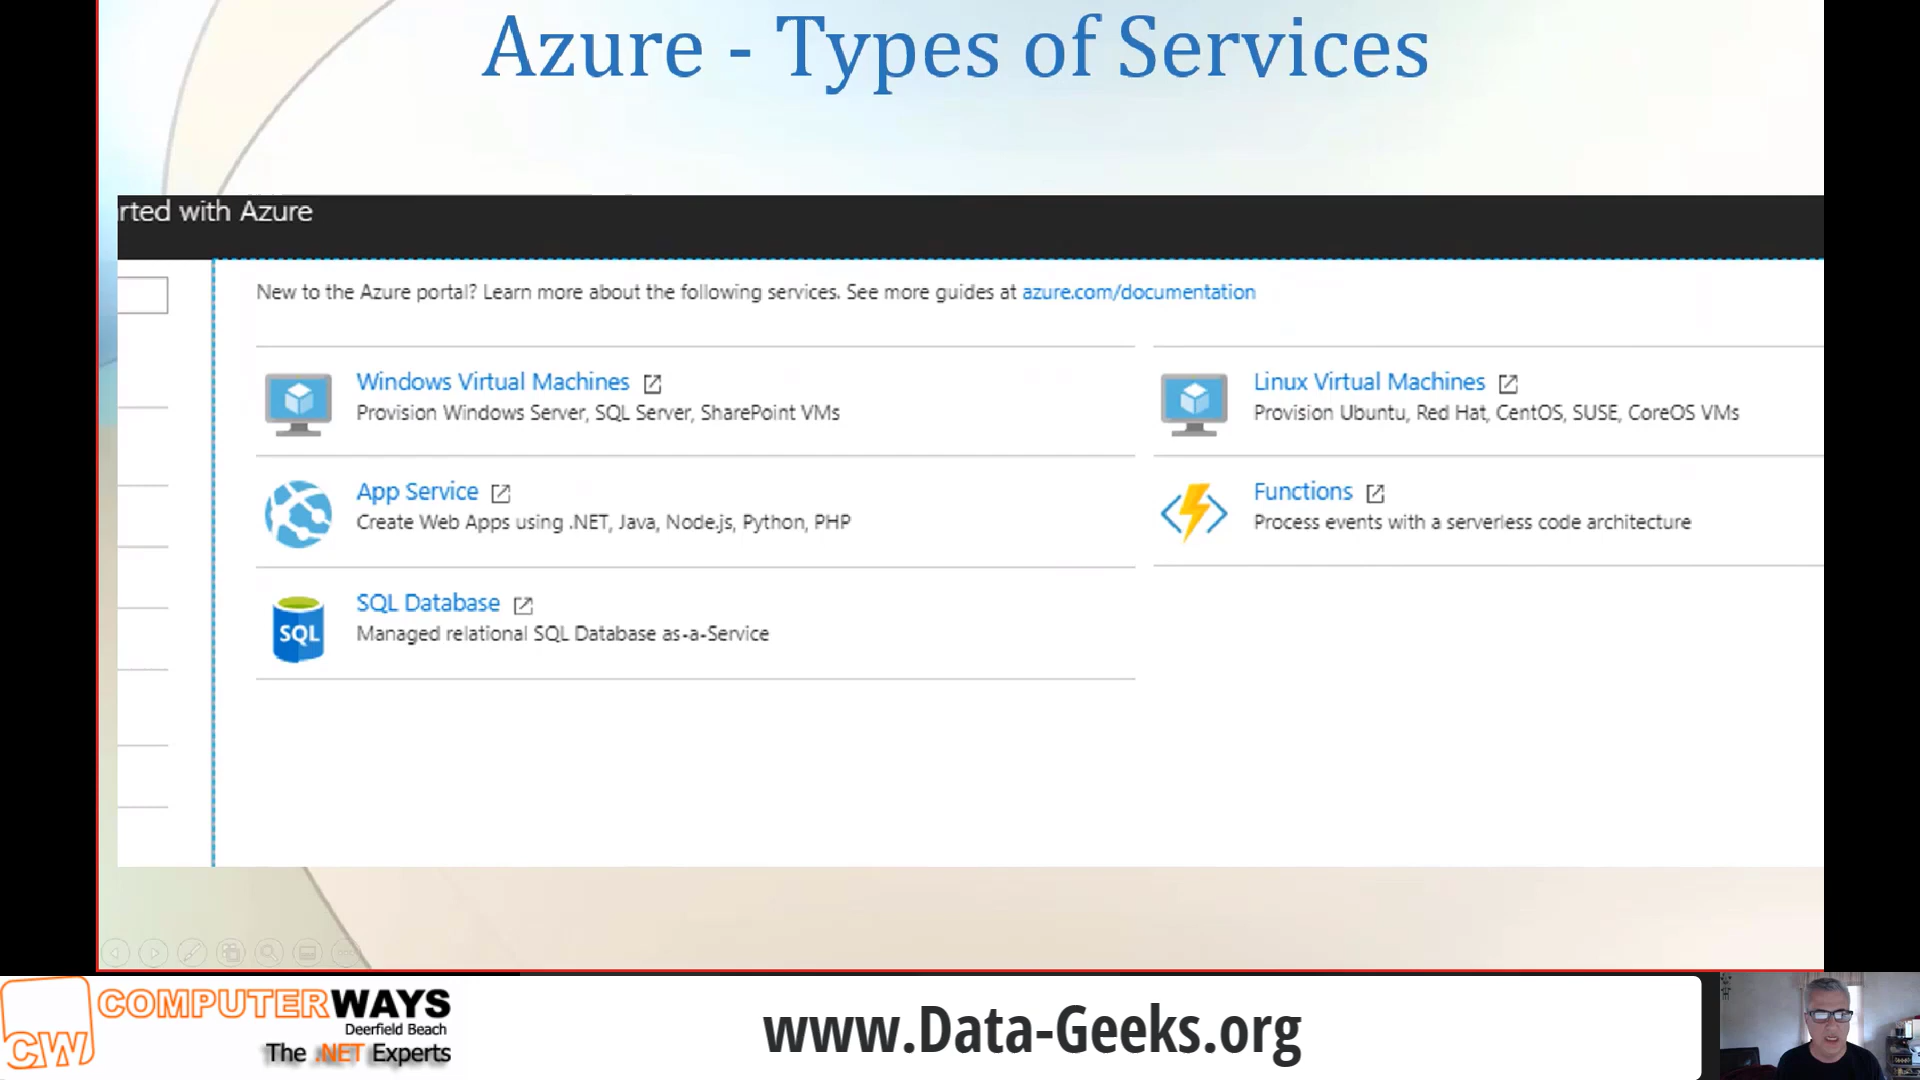 Azure - Types of Services
rted with Azure
New to the Azure portal? Learn more about the following services. See more guides at azure.com/documentation
Windows Virtual Machines
Provision Windows Server, SQL Server, SharePoint VMs
Linux Virtual Machines
Provision Ubuntu, Red Hat, CentOS, SUSE, CoreOS VMs
App Service
Create Web Apps using .NET, Java, Node.js, Python, PHP
Functions
Process events with a serverless code architecture
SQL
SQL Database
Managed relational SQL Database as-a-Service
CW
COMPUTERWAYS
Deerfield Beach
The .NET Experts
www.Data-Geeks.org